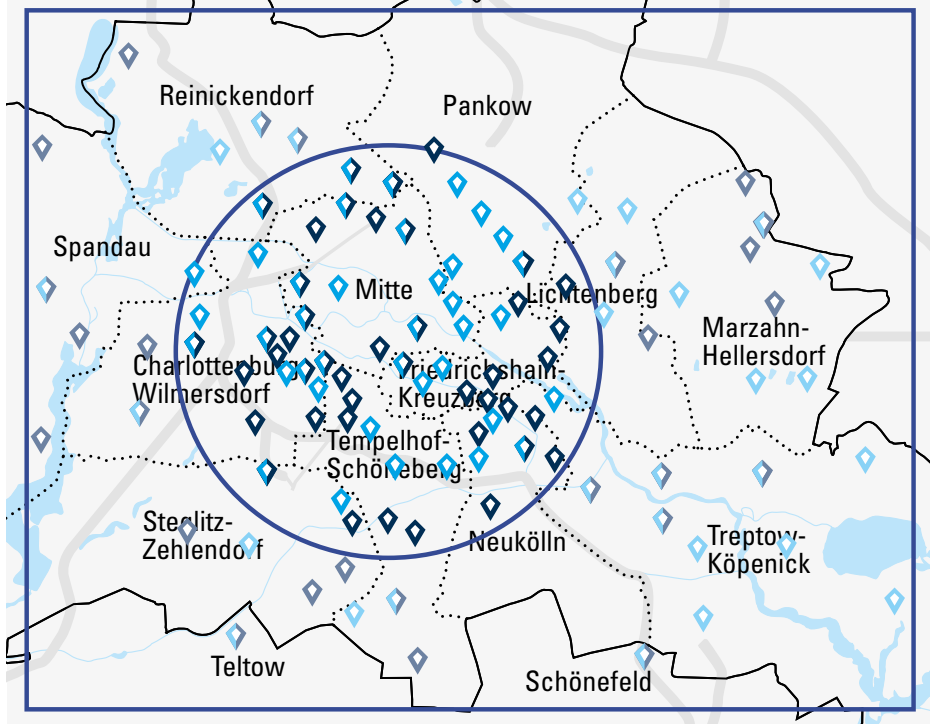 Reinickendorf
Pankow
Spandau
Mitte
Lichtenberg
Marzahn-
Hellersdorf
Charlottenburg-
Wilmersdorf
Friedrichshain-
Kreuzberg
Tempelhof-
Schöneberg
Steglitz-
Zehlendorf
Neukölln
Treptow-
Köpenick
Teltow
Schönefeld